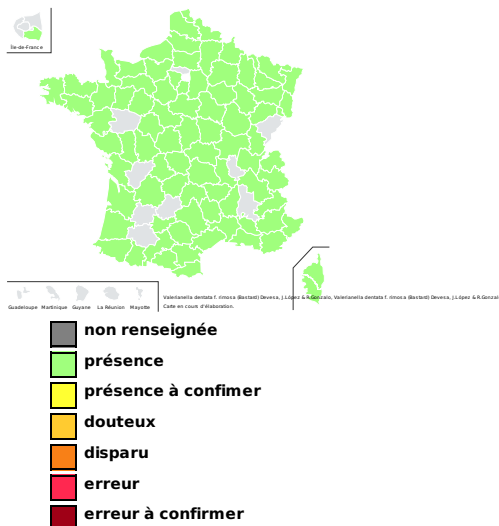 Île-de-France
Guadeloupe Martinique Guyane La Réunion Mayotte
Valerianella dentata f. rimosa (Bastard) Devesa, J.López & R.Gonzalo, Valerianella dentata f. rimosa (Bastard) Devesa, J.López & R.Gonzal
Carte en cours d'élaboration.
non renseignée
présence
présence à confimer
douteux
disparu
erreur
erreur à confirmer